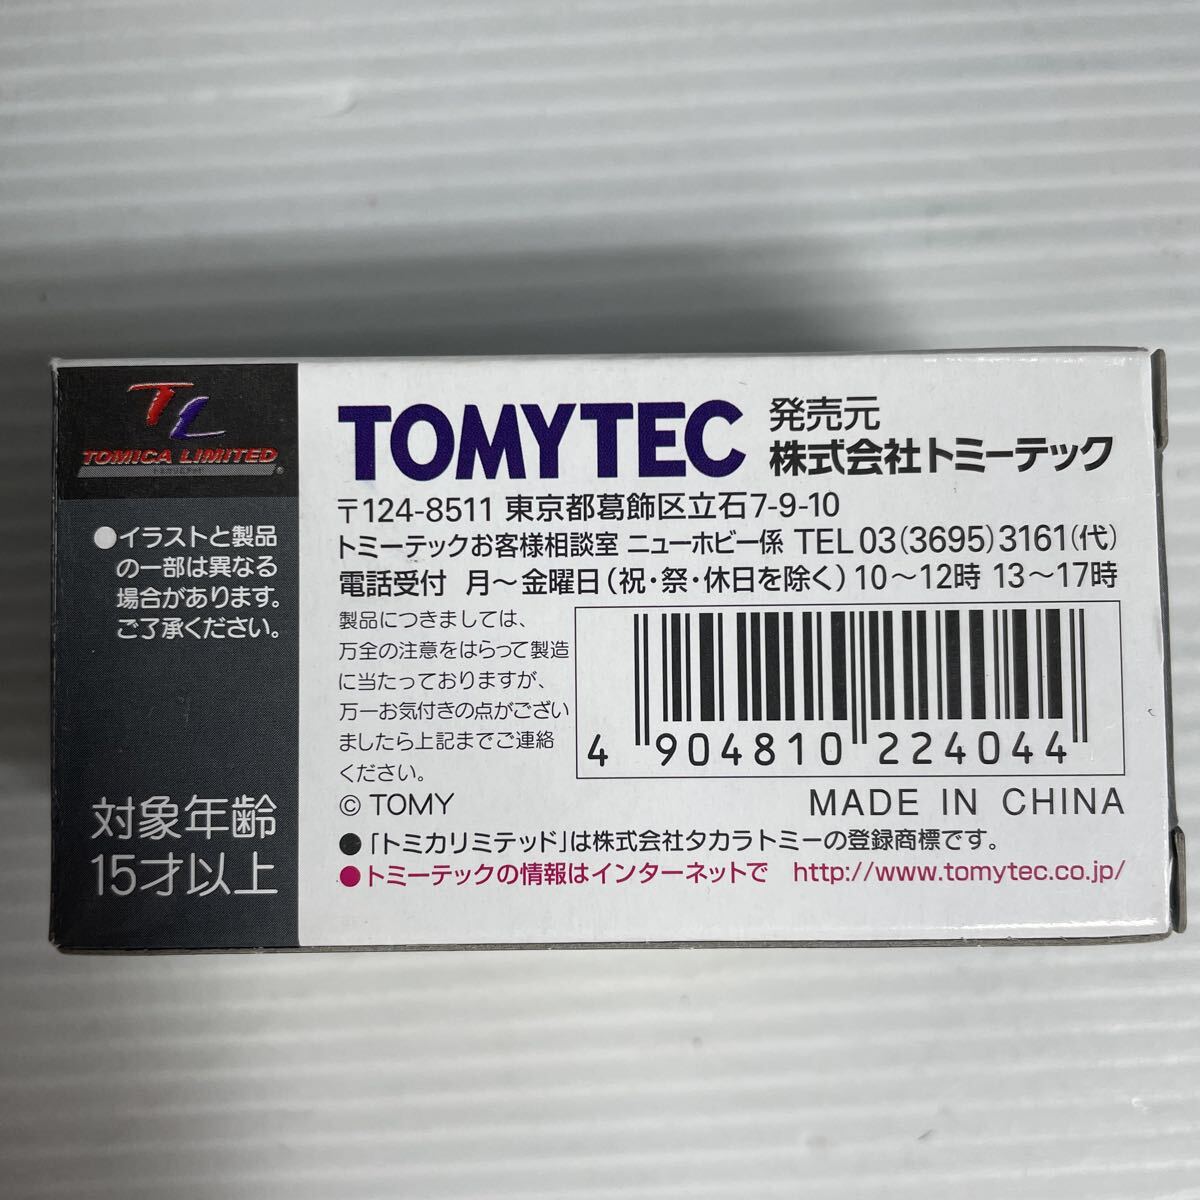 TL
TOMICA LIMITED
●イラストと製品
の一部は異なる
場合があります。
ご了承ください。
対象年齢
15才以上
TOMYTEC
発売元
株式会社トミーテック
〒124-8511 東京都葛飾区立石7-9-10
トミーテックお客様相談室 ニューホビー係 TEL 03(3695)3161(代)
電話受付 月～金曜日(祝・祭・休日を除く)10～12時 13～17時
製品につきましては、
万全の注意をはらって製造
に当たっておりますが、
万一お気付きの点がござい
ましたら上記までご連絡
ください。
4 904810 224044
© TOMY
MADE IN CHINA
●「トミカリミテッド」は株式会社タカラトミーの登録商標です。
●トミーテックの情報はインターネットで http://www.tomytec.co.jp/